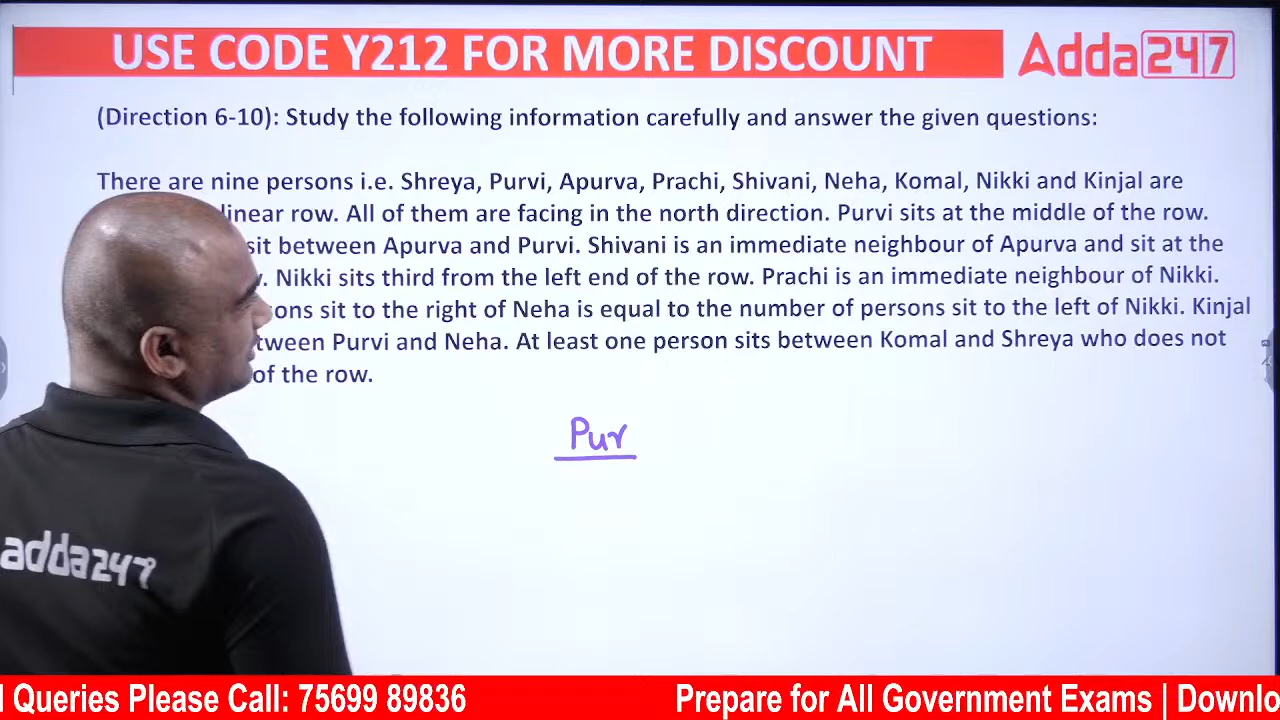 USE CODE Y212 FOR MORE DISCOUNT
Adda247
(Direction 6-10): Study the following information carefully and answer the given questions:
There are nine persons i.e. Shreya, Purvi, Apurva, Prachi, Shivani, Neha, Komal, Nikki and Kinjal are
linear row. All of them are facing in the north direction. Purvi sits at the middle of the row.
sit between Apurva and Purvi. Shivani is an immediate neighbour of Apurva and sit at the
Nikki sits third from the left end of the row. Prachi is an immediate neighbour of Nikki.
sit to the right of Neha is equal to the number of persons sit to the left of Nikki. Kinjal
Purvi and Neha. At least one person sits between Komal and Shreya who does not
of the row.
Pur
adda247
Queries Please Call: 75699 89836
Prepare for All Government Exams |